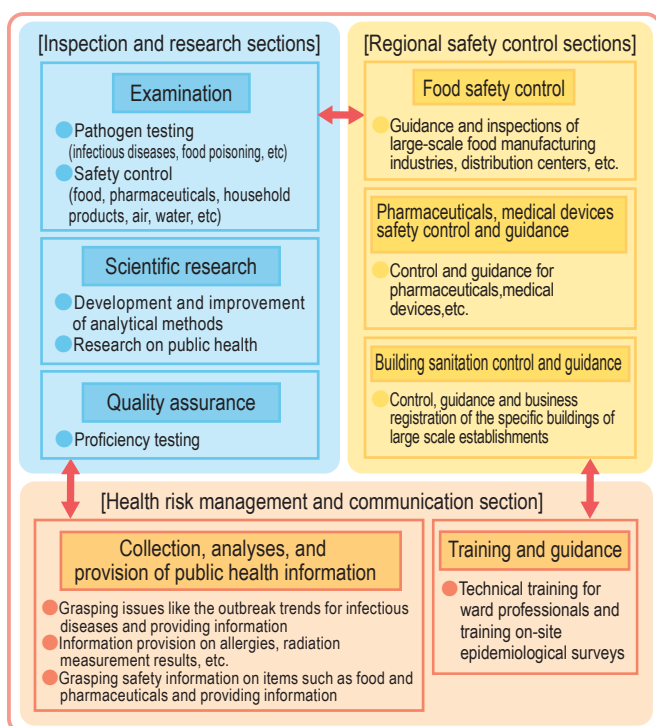 [Inspection and research sections]
Examination
Pathogen testing
(infectious diseases, food poisoning, etc)
Safety control
(food, pharmaceuticals, household
products, air, water, etc)
Scientific research
Development and improvement
of analytical methods
Research on public health
Quality assurance
Proficiency testing
[Regional safety control sections]
Food safety control
Guidance and inspections of
large-scale food manufacturing
industries, distribution centers, etc.
Pharmaceuticals, medical devices
safety control and guidance
Control and guidance for
pharmaceuticals,medical
devices,etc.
Building sanitation control and guidance
Control, guidance and business
registration of the specific buildings of
large scale establishments
[Health risk management and communication section]
Collection, analyses, and
provision of public health information
Grasping issues like the outbreak trends for infectious
diseases and providing information
Information provision on allergies, radiation
measurement results, etc.
Grasping safety information on items such as food and
pharmaceuticals and providing information
Training and guidance
Technical training for
ward professionals and
training on-site
epidemiological surveys